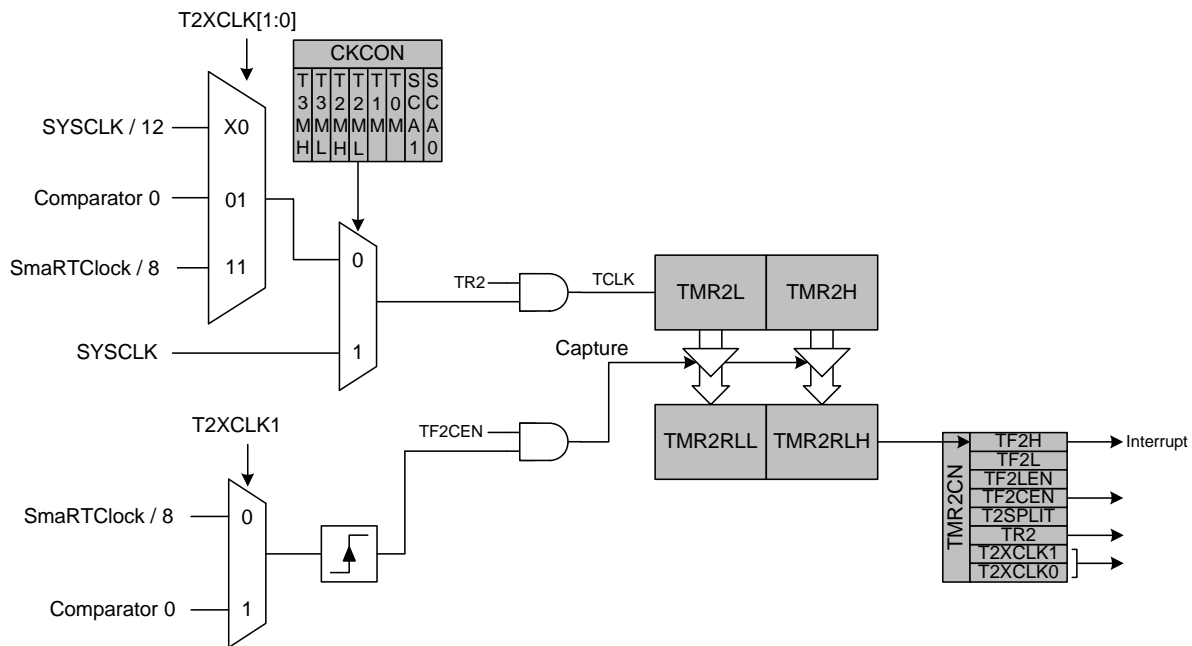 T2XCLK[1:0]
CKCON
T3MH T3ML T2MH T2ML T1M T0M SCA1 SCA0
SYSCLK / 12
X0
Comparator 0
01
SmaRTClock / 8
11
0
TR2
TCLK
TMR2L
TMR2H
SYSCLK
1
Capture
T2XCLK1
TF2CEN
TMR2RLL
TMR2RLH
TMR2CN
TF2H
Interrupt
TF2L
TF2LEN
TF2CEN
T2SPLIT
TR2
T2XCLK1
T2XCLK0
SmaRTClock / 8
0
Comparator 0
1